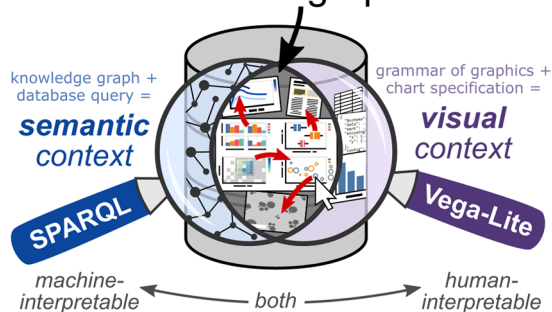 knowledge graph +
database query =
semantic
context
SPARQL
machine-
interpretable
both
grammar of graphics +
chart specification =
visual
context
Vega-Lite
human-
interpretable